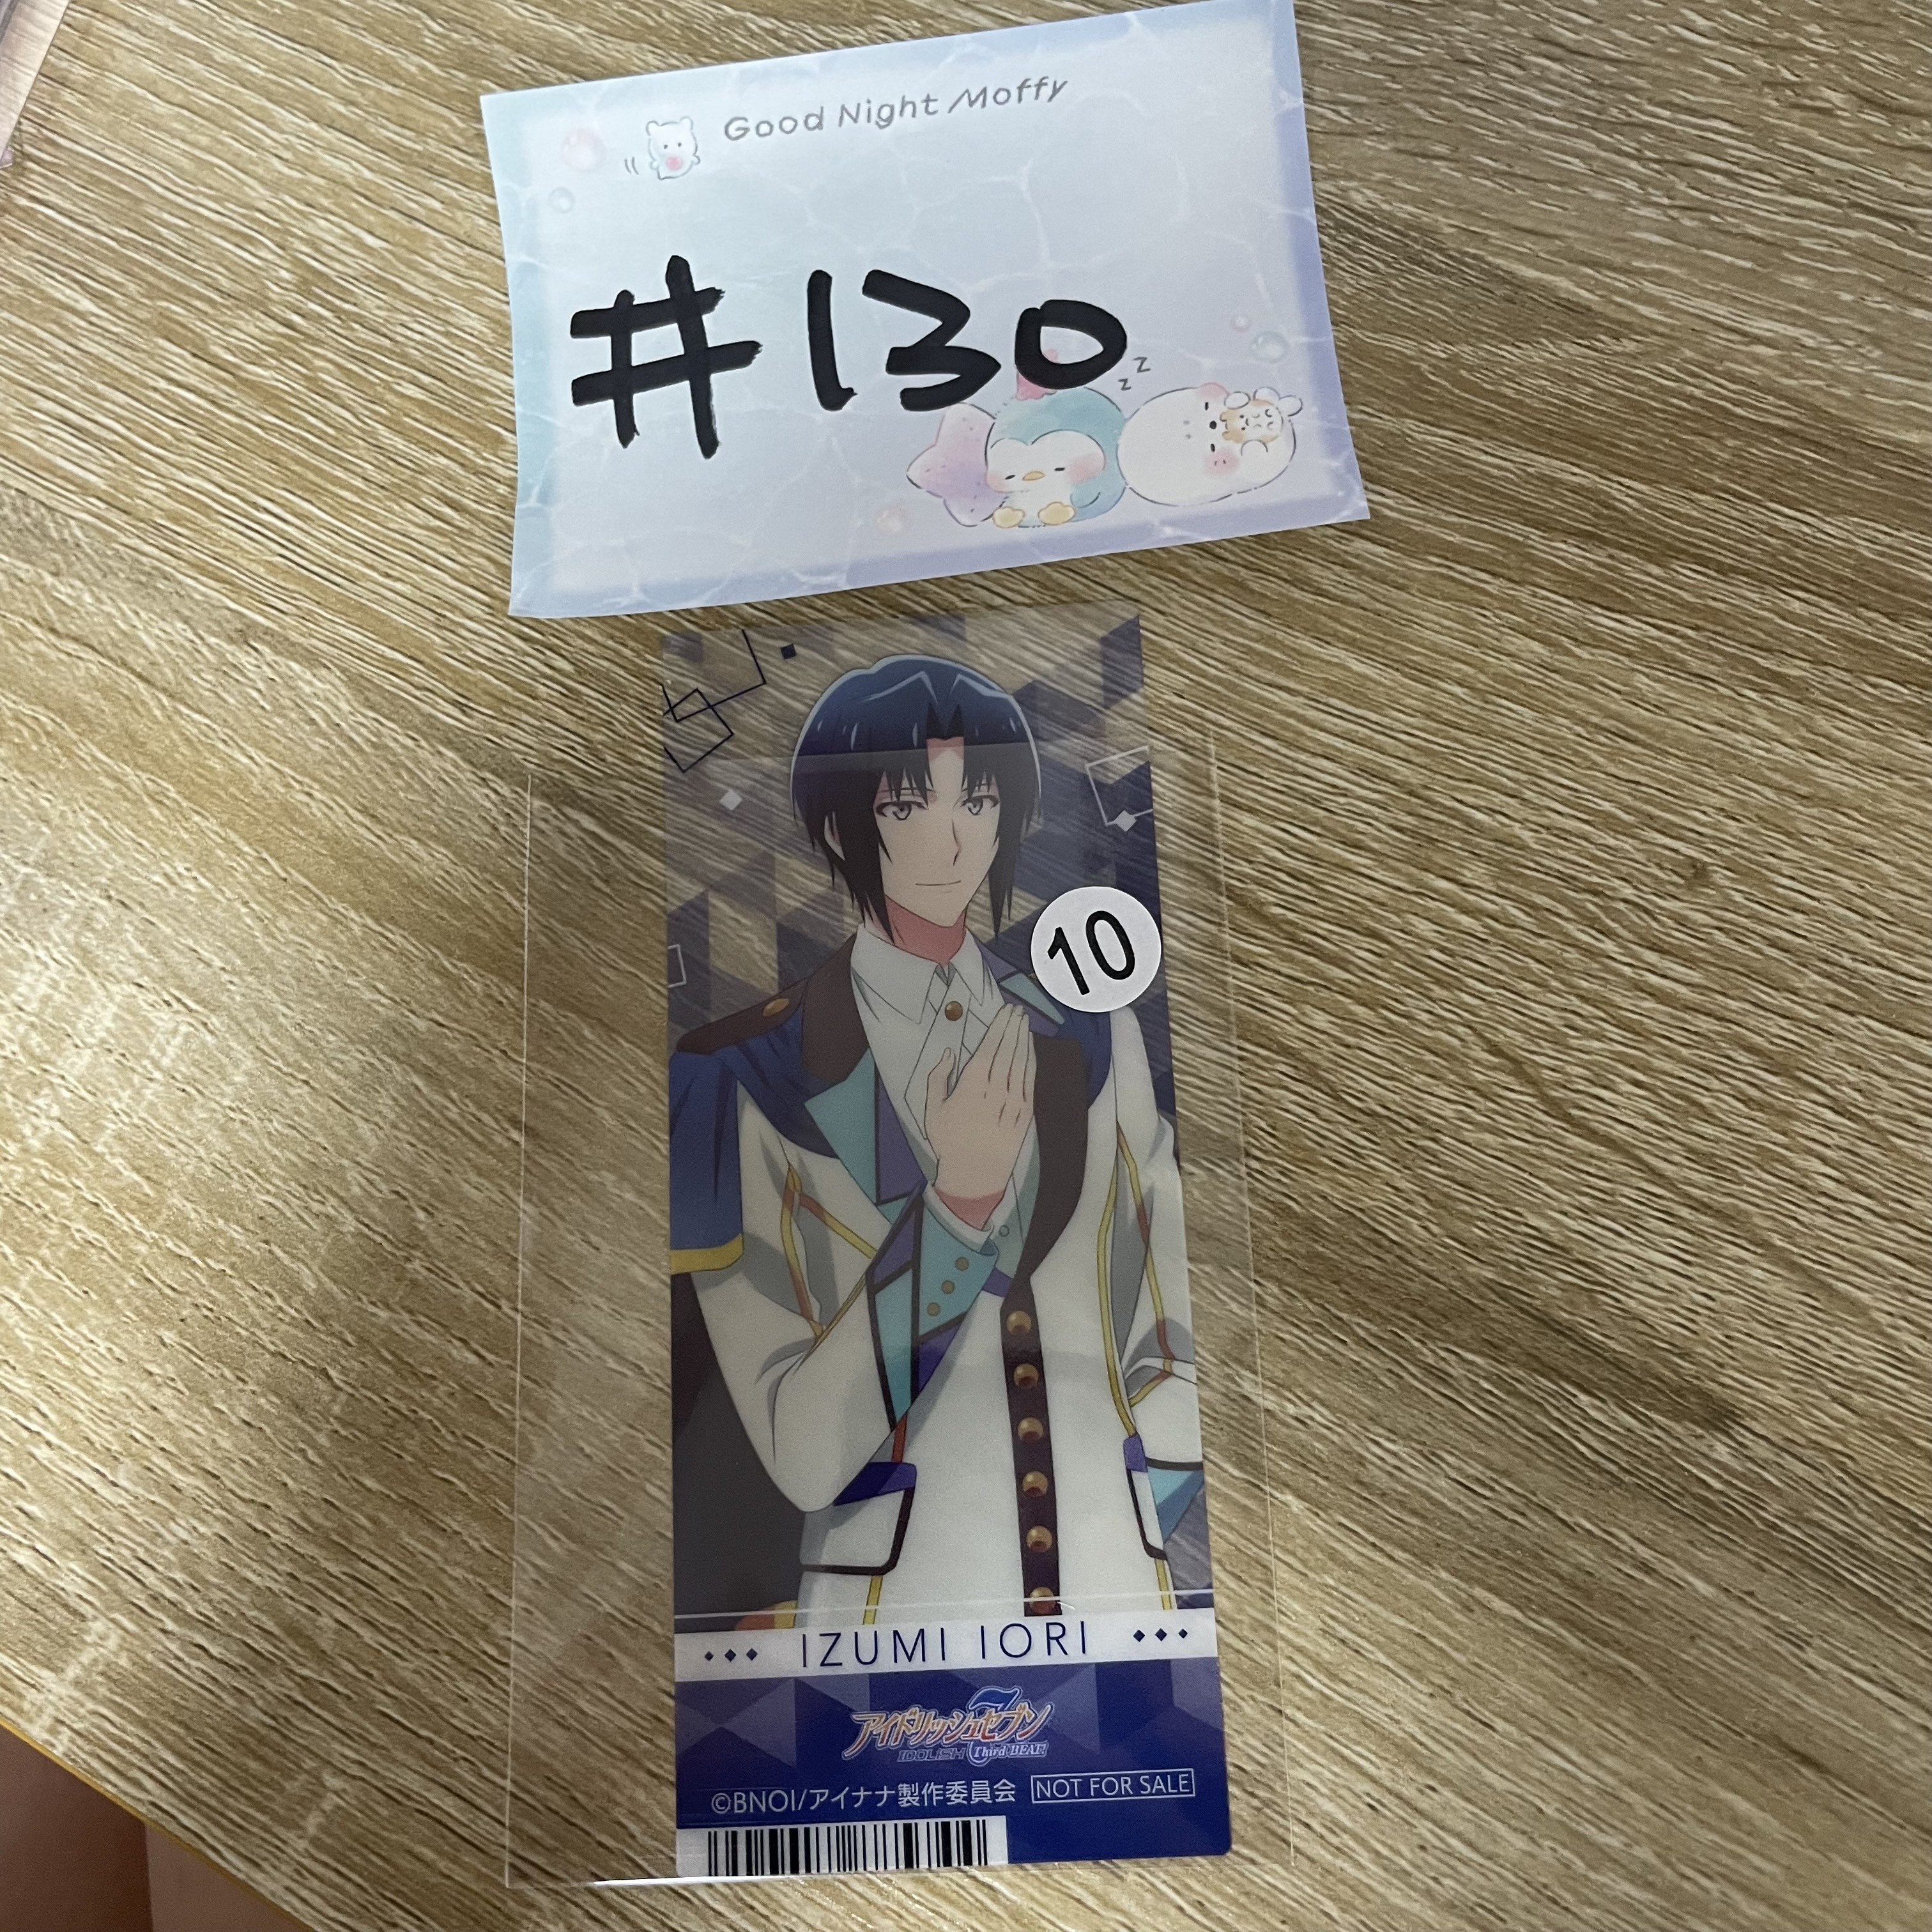 Good Night Moffy
#130
z z
10
IZUMI IORI
アイドリッシュセブン
IDOLiSH7 Third BEAT!
©BNOI/アイナナ製作委員会 NOT FOR SALE